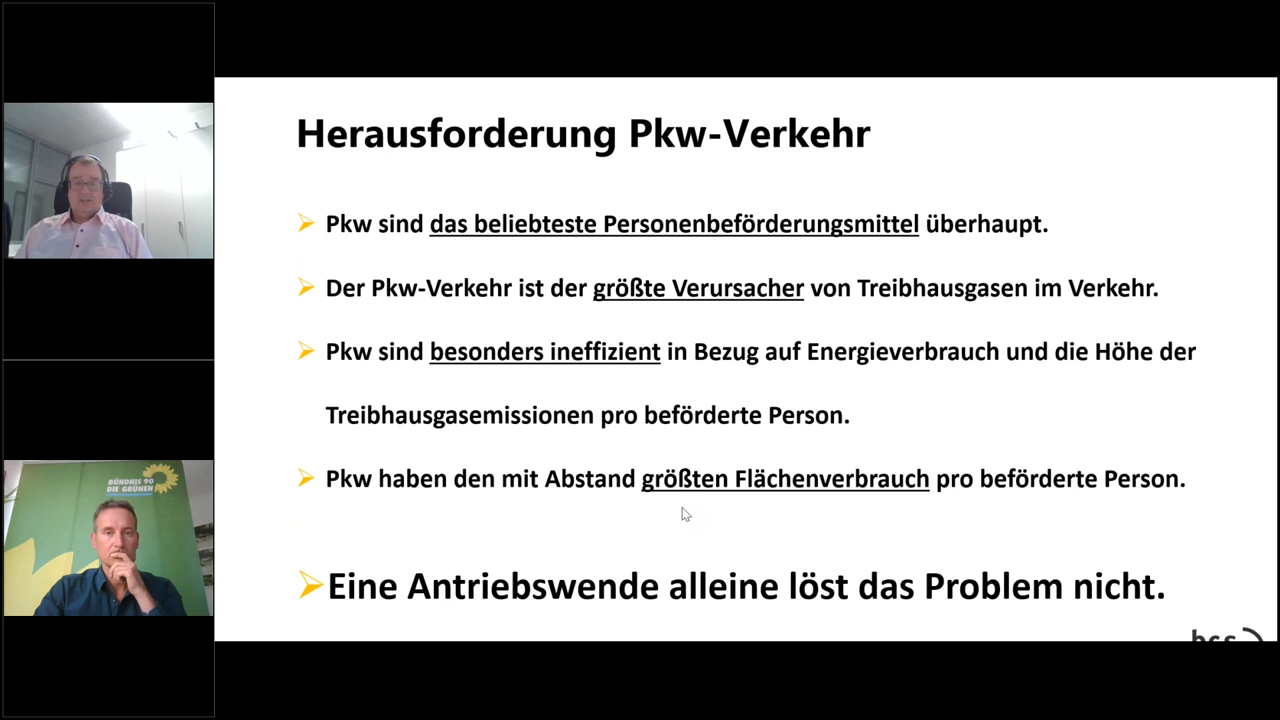 Herausforderung Pkw-Verkehr
Pkw sind das beliebteste Personenbeförderungsmittel überhaupt.
Der Pkw-Verkehr ist der größte Verursacher von Treibhausgasen im Verkehr.
Pkw sind besonders ineffizient in Bezug auf Energieverbrauch und die Höhe der
Treibhausgasemissionen pro beförderte Person.
Pkw haben den mit Abstand größten Flächenverbrauch pro beförderte Person.
Eine Antriebswende alleine löst das Problem nicht.
BÜNDNIS 90
DIE GRÜNEN